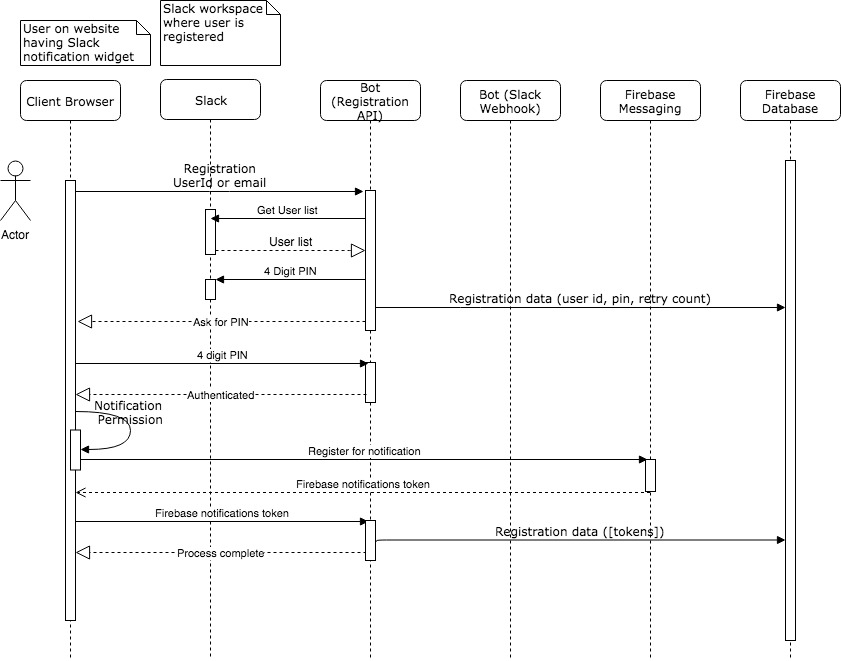 User on website
having Slack
notification widget
Slack workspace
where user is
registered
Client Browser
Slack
Bot
(Registration
API)
Bot (Slack
Webhook)
Firebase
Messaging
Firebase
Database
Actor
Registration
UserId or email
Get User list
User list
4 Digit PIN
Registration data (user id, pin, retry count)
Ask for PIN
4 digit PIN
Authenticated
Notification
Permission
Register for notification
Firebase notifications token
Firebase notifications token
Registration data ([tokens])
Process complete